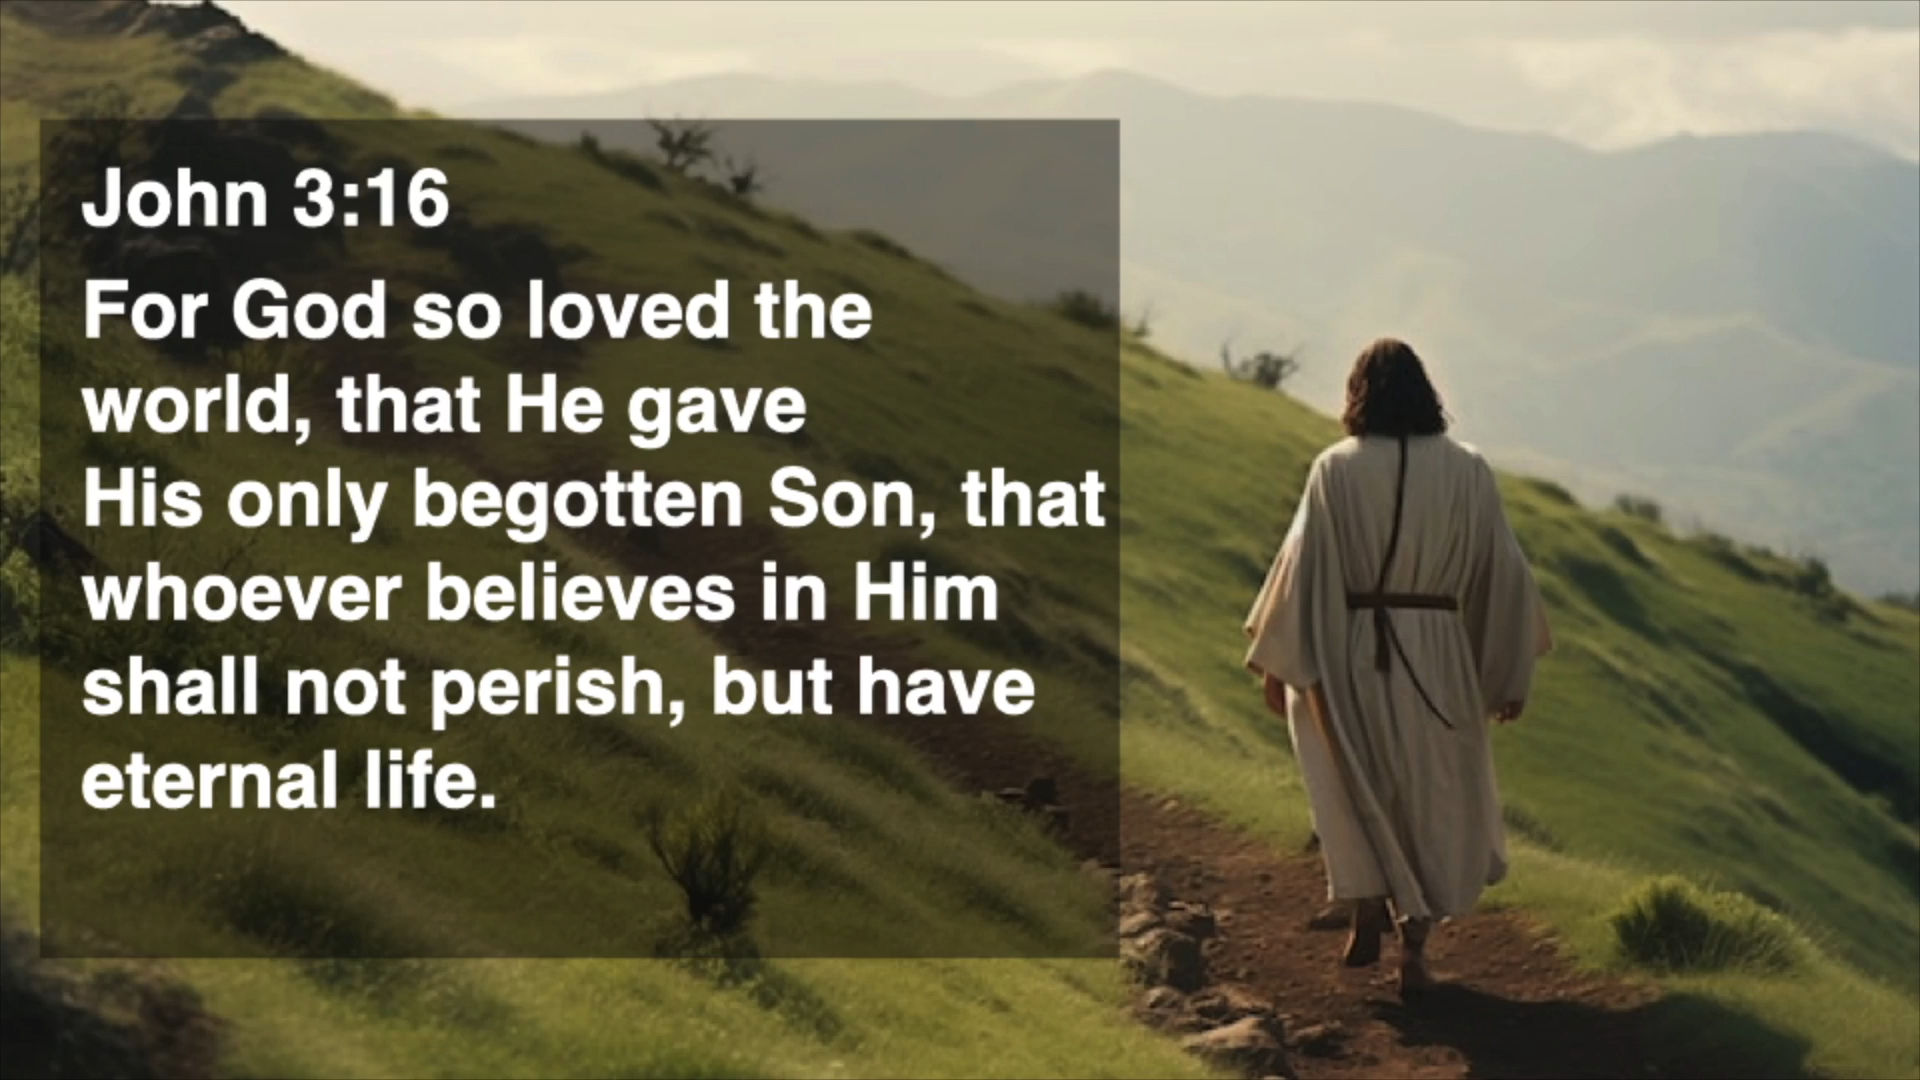 John 3:16
For God so loved the
world, that He gave
His only begotten Son, that
whoever believes in Him
shall not perish, but have
eternal life.